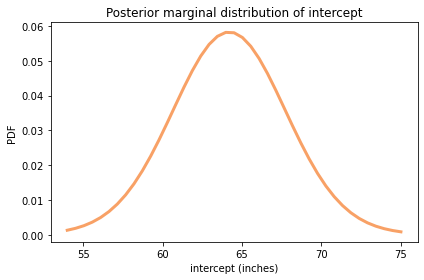 Posterior marginal distribution of intercept
0.06
0.05
0.04
0.03
0.02
0.01
0.00
PDF
55 60 65 70 75
intercept (inches)